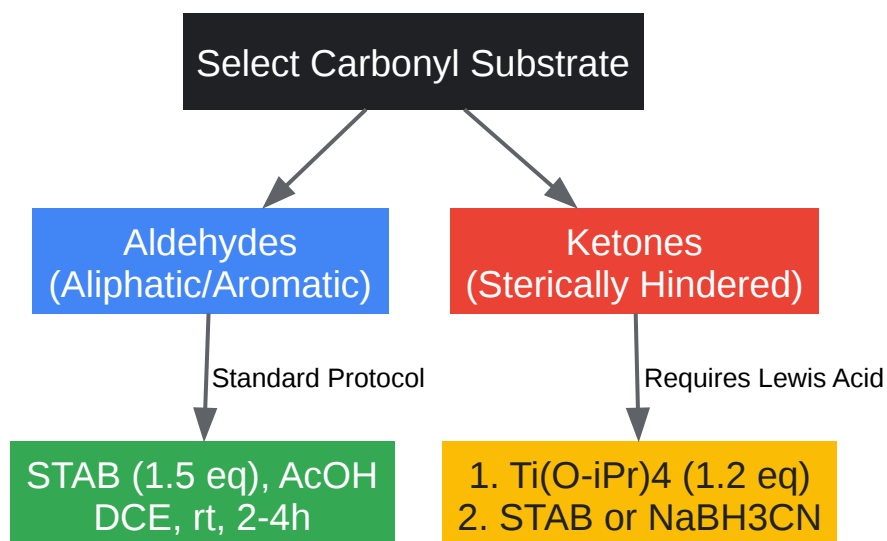 Select Carbonyl Substrate
Aldehydes
(Aliphatic/Aromatic)
Ketones
(Sterically Hindered)
Standard Protocol
Requires Lewis Acid
STAB (1.5 eq), AcOH
DCE, rt, 2-4h
1. Ti(O-iPr)4 (1.2 eq)
2. STAB or NaBH3CN